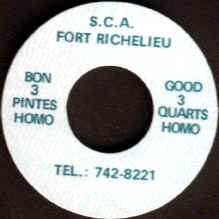 S.C.A.
FORT RICHELIEU
BON
3
PINTES
HOMO
GOOD
3
QUARTS
HOMO
TEL.: 742-8221